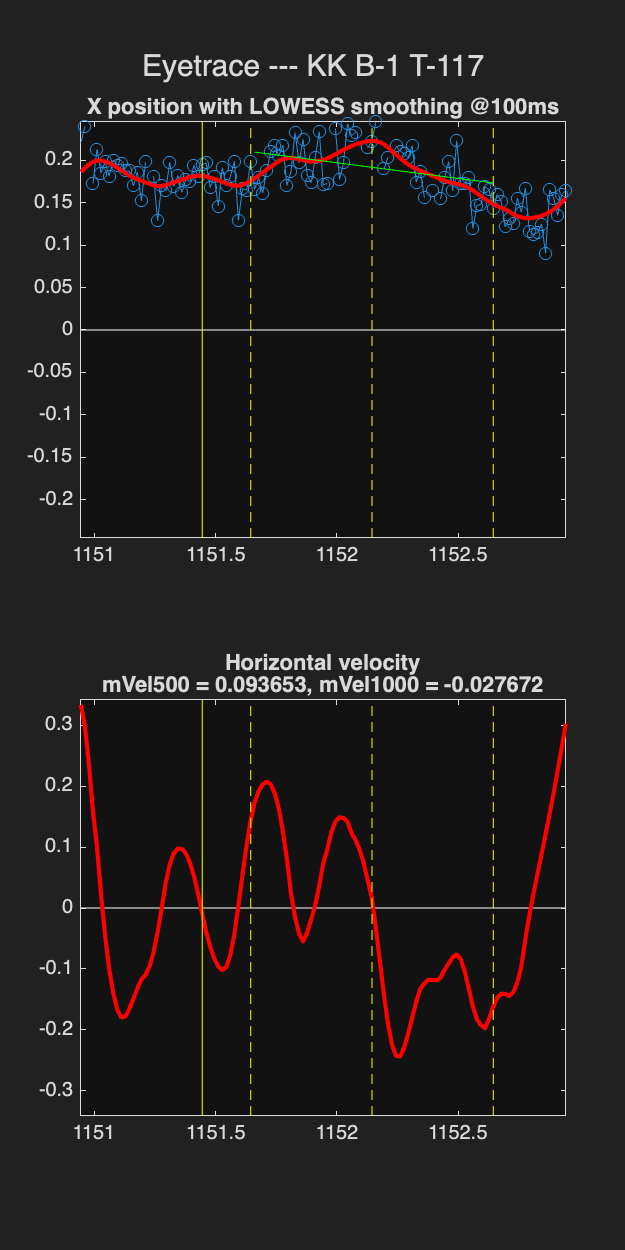 Eyetrace --- KK B-1 T-117
X position with LOWESS smoothing @100ms
0.2
0.15
0.1
0.05
0
-0.05
-0.1
-0.15
-0.2
1151 1151.5 1152 1152.5
Horizontal velocity
mVel500 = 0.093653, mVel1000 = -0.027672
0.3
0.2
0.1
0
-0.1
-0.2
-0.3
1151 1151.5 1152 1152.5